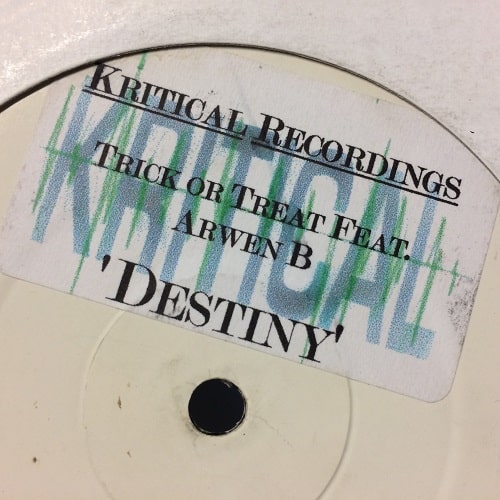 KRITICAL RECORDINGS
KRITICAL
TRICK OR TREAT FEAT.
ARWEN B
'DESTINY'